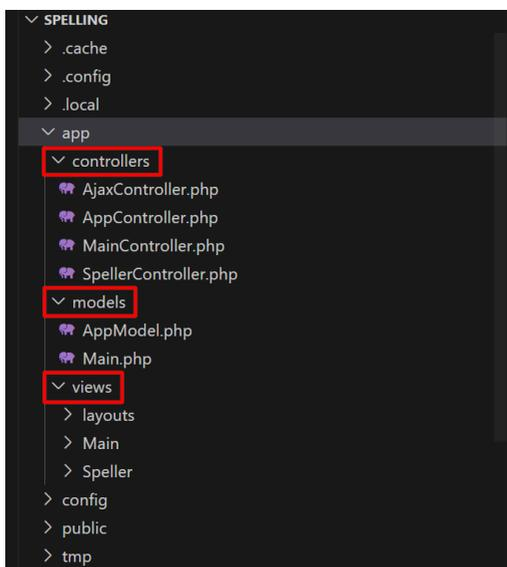 SPELLING
.cache
.config
.local
app
controllers
AjaxController.php
AppController.php
MainController.php
SpellerController.php
models
AppModel.php
Main.php
views
layouts
Main
Speller
config
public
tmp